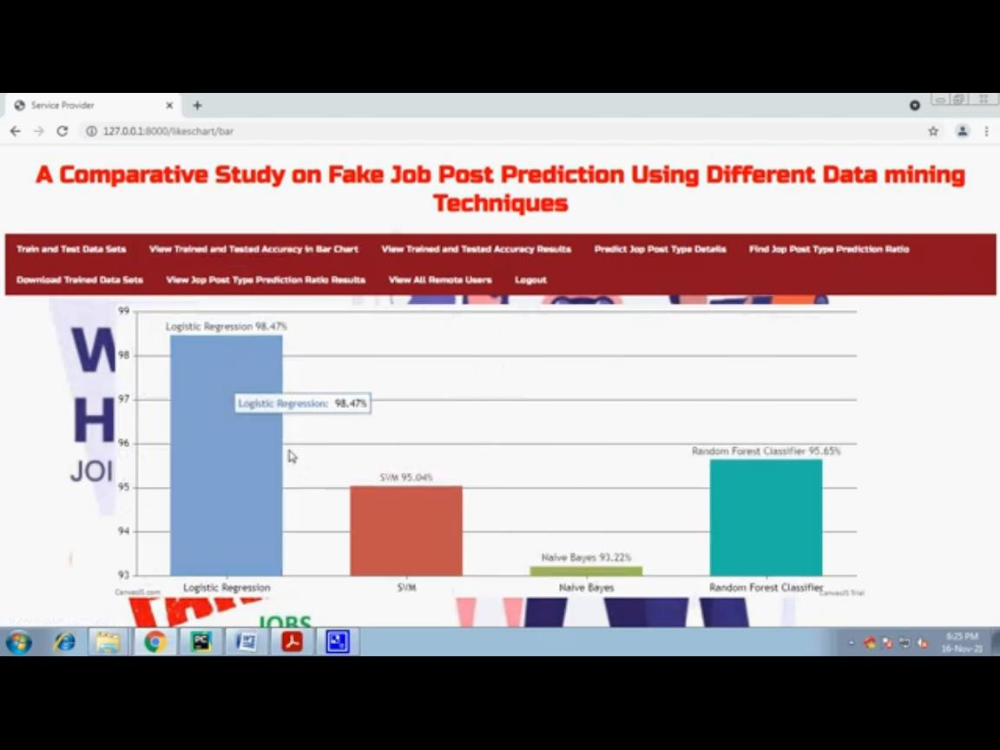 Service Provider
127.0.0.1:8000/likeschart/bar
A Comparative Study on Fake Job Post Prediction Using Different Data mining
Techniques
Train and Test Data Sets View Trained and Tested Accuracy in Bar Chart View Trained and Tested Accuracy Results Predict Jop Post Type Details Find Jop Post Type Prediction Ratio
Download Trained Data Sets View Jop Post Type Prediction Ratio Results View All Remote Users Logout
99
Logistic Regression 98.47%
W
98
97
Logistic Regression: 98.47%
H
96
Random Forest Classifier 95.65%
JOI
SVM 95.04%
95
94
Naive Bayes 93.22%
93
Logistic Regression SVM Naive Bayes Random Forest Classifier
CanvasJS.com CanvasJS Trial
JOBS
PC
6:25 PM
16-Nov-21